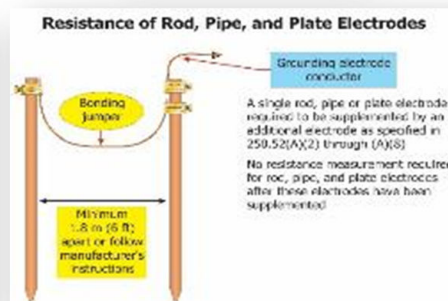 Resistance of Rod, Pipe, and Plate Electrodes
Grounding electrode
conductor
Bonding
jumper
A single rod, pipe or plate electrode
required to be supplemented by an
additional electrode as specified in
250.52(A)(2) through (A)(8)
No resistance measurement required
for rod, pipe, and plate electrodes
after these electrodes have been
supplemented
Minimum
1.8 m (6 ft)
apart or follow
manufacturer's
instructions